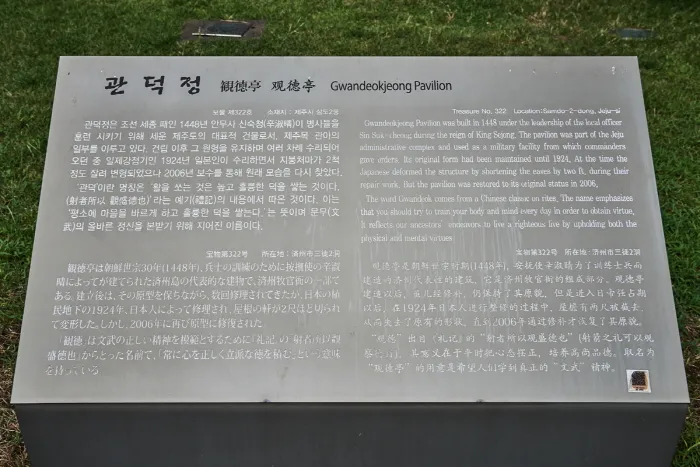 관덕정 観徳亭 观德亭 Gwandeokjeong Pavilion
보물 제322호 소재지 : 제주시 삼도2동
관덕정은 조선 세종 때인 1448년 안무사 신숙청(辛淑晴)이 병사들을
훈련 시키기 위해 세운 제주도의 대표적 건물로서, 제주목 관아의
일부를 이루고 있다. 건립 이후 그 원형을 유지하며 여러 차례 수리되어
오던 중 일제강점기인 1924년 일본인이 수리하면서 지붕처마가 2척
정도 잘려 변형되었으나 2006년 보수를 통해 원래 모습을 다시 찾았다.
'관덕'이란 명칭은 '활을 쏘는 것은 높고 훌륭한 덕을 쌓는 것이다.
(射者所以 觀盛德也)'라는 예기(禮記)의 내용에서 따온 것이다. 이는
'평소에 마음을 바르게 하고 훌륭한 덕을 쌓는다.'는 뜻이며 문무(文
武)의 올바른 정신을 본받기 위해 지어진 이름이다.
Treasure No. 322 Location:Samdo-2-dong, Jeju-si
Gwandeokjeong Pavilion was built in 1448 under the leadership of the local officer
Sin Suk-cheong during the reign of King Sejong. The pavilion was part of the Jeju
administrative complex and used as a military facility from which commanders
gave orders. Its original form had been maintained until 1924. At the time the
Japanese deformed the structure by shortening the eaves by two ft. during their
repair work. But the pavilion was restored to its original status in 2006.
The word Gwandeok comes from a Chinese classic on rites. The name emphasizes
that you should try to train your body and mind every day in order to obtain virtue.
It reflects our ancestors' endeavors to live a righteous live by upholding both the
physical and mental virtues
宝物第322号 所在地 : 済州市三徒2洞
観徳亭は朝鮮世宗30年(1448年)、兵士の訓練のために按撫使の辛淑
晴によってが建てられた済州島の代表的な建物で、済州牧官衙の一部で
ある。建立後は、その原型を保ちながら、数回修理されてきたが、日本の植
民地下の1924年、日本人によって修理され、屋根の軒が2尺ほど切られ
て変形した。しかし、2006年に再び原型に修復された。
「観徳」は文武の正しい精神を模範とするために「礼記」の「射者所以観
盛徳也」からとった名前で、「常に心を正しく立派な徳を積む」という意味
を持っている
宝物第322号 所在地 : 济州市三徒2洞
观德亭是朝鲜世宗时期(1448年), 安抚使辛淑晴为了训练士兵而
建造的济州代表性的建筑, 它是济州牧官衙的组成部分。观德亭
建造以后, 虽几经修补, 仍保持了其原貌, 但是进入日帝强占期
以后, 在1924年日本人进行整修的过程中, 屋檐有两尺被截去,
从而失去了原有的形状, 直到2006年通过修补才恢复了其原貌。
"观德" 出自《礼记》的 "射者所以观盛德也" (射箭之礼可以观
其而又在于平时把心态摆正, 培养高尚品德。取名为
"观德亭" 的用意是希望人们学到真正的 "文武" 精神。